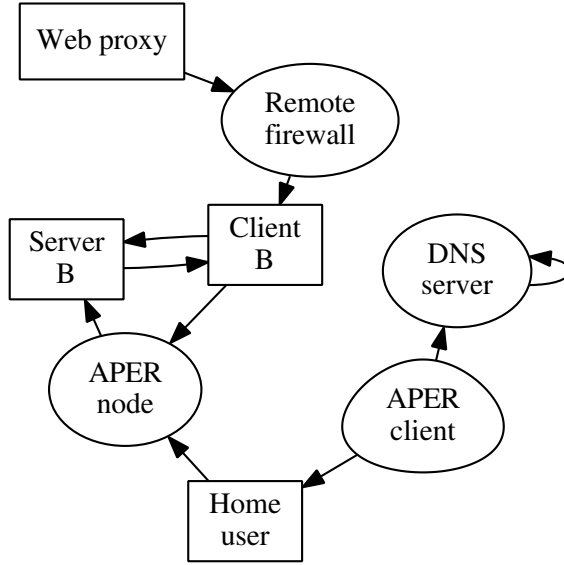 Web proxy
Remote
firewall
Client
B
Server
B
DNS
server
APER
node
APER
client
Home
user